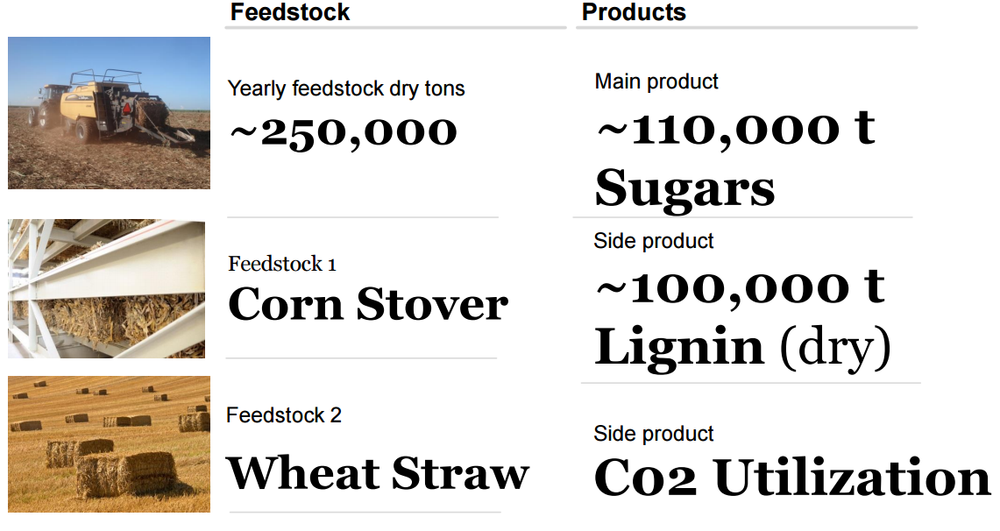 Feedstock
Products
Yearly feedstock dry tons
~250,000
Main product
~110,000 t
Sugars
Feedstock 1
Corn Stover
Side product
~100,000 t
Lignin (dry)
Feedstock 2
Wheat Straw
Side product
Co2 Utilization